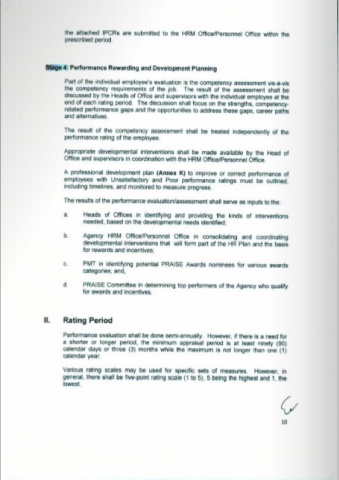 the attached IPCRs are submitted to the HRM Office/Personnel Office within the
prescribed period.
Stage 4: Performance Rewarding and Development Planning
Part of the individual employee's evaluation is the competency assessment vis-a-vis
the competency requirements of the job. The result of the assessment shall be
discussed by the Heads of Office and supervisors with the individual employee at the
end of each rating period. The discussion shall focus on the strengths, competency-
related performance gaps and the opportunities to address these gaps, career paths
and alternatives.
The result of the competency assessment shall be treated independently of the
performance rating of the employee.
Appropriate developmental interventions shall be made available by the Head of
Office and supervisors in coordination with the HRM Office/Personnel Office.
A professional development plan (Annex K) to improve or correct performance of
employees with Unsatisfactory and Poor performance ratings must be outlined,
including timelines, and monitored to measure progress.
The results of the performance evaluation/assessment shall serve as inputs to the:
a. Heads of Offices in identifying and providing the kinds of interventions
needed, based on the developmental needs identified;
b. Agency HRM Office/Personnel Office in consolidating and coordinating
developmental interventions that will form part of the HR Plan and the basis
for rewards and incentives;
c. PMT in identifying potential PRAISE Awards nominees for various awards
categories; and,
d. PRAISE Committee in determining top performers of the Agency who qualify
for awards and incentives.
II. Rating Period
Performance evaluation shall be done semi-annually. However, if there is a need for
a shorter or longer period, the minimum appraisal period is at least ninety (90)
calendar days or three (3) months while the maximum is not longer than one (1)
calendar year.
Various rating scales may be used for specific sets of measures. However, in
general, there shall be five-point rating scale (1 to 5), 5 being the highest and 1, the
lowest.
10